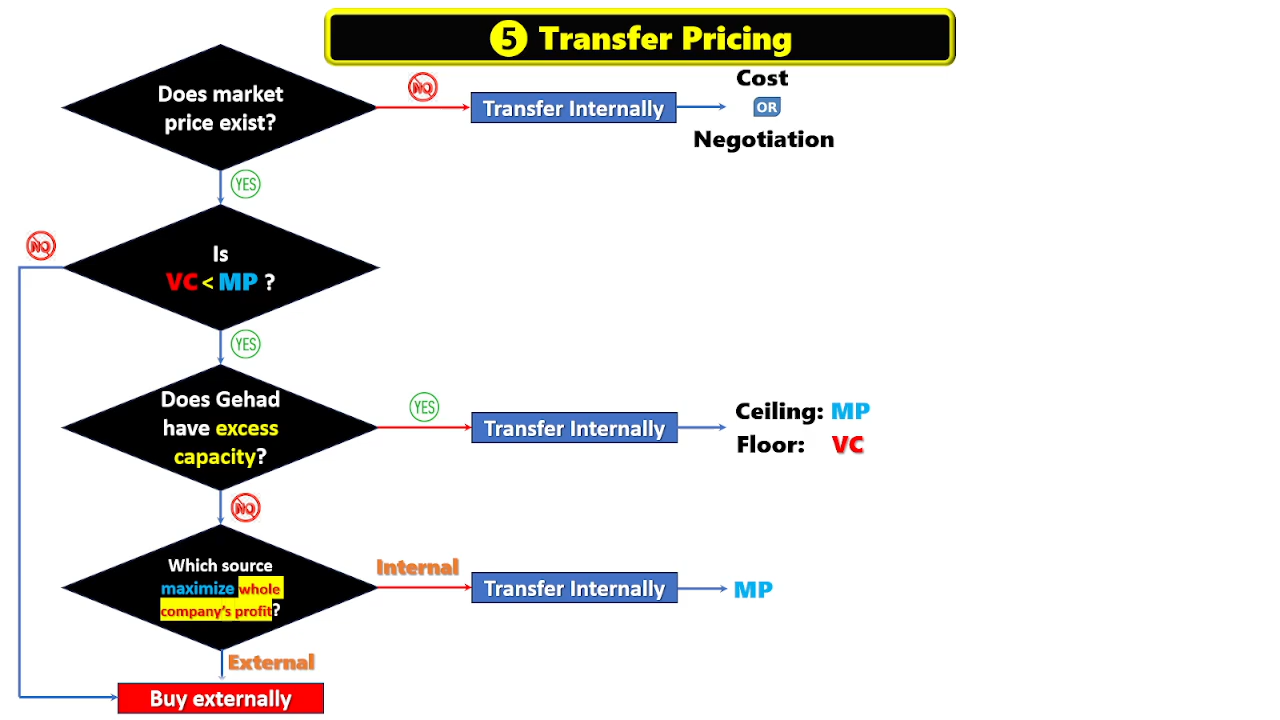 5 Transfer Pricing
Does market
price exist?
NO
Transfer Internally
Cost
OR
Negotiation
YES
NO
Is
VC < MP ?
YES
Does Gehad
have excess
capacity?
YES
Transfer Internally
Ceiling: MP
Floor: VC
NO
Which source
maximize whole
company's profit?
Internal
Transfer Internally
MP
External
Buy externally